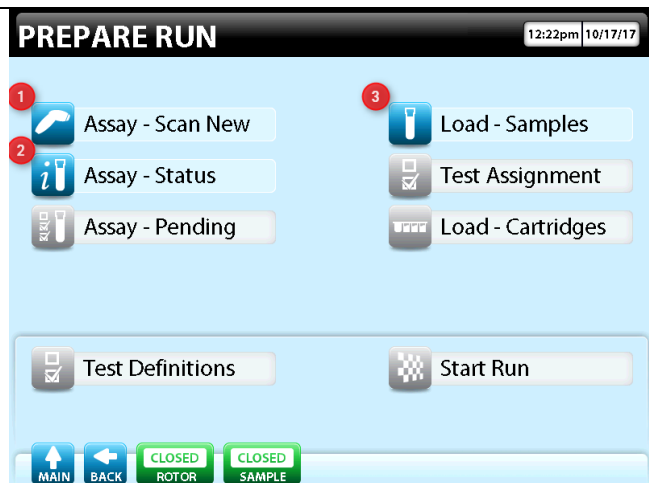 PREPARE RUN
12:22pm 10/17/17
1
Assay - Scan New
2
Assay - Status
Assay - Pending
3
Load - Samples
Test Assignment
Load - Cartridges
Test Definitions
Start Run
MAIN
BACK
CLOSED
ROTOR
CLOSED
SAMPLE